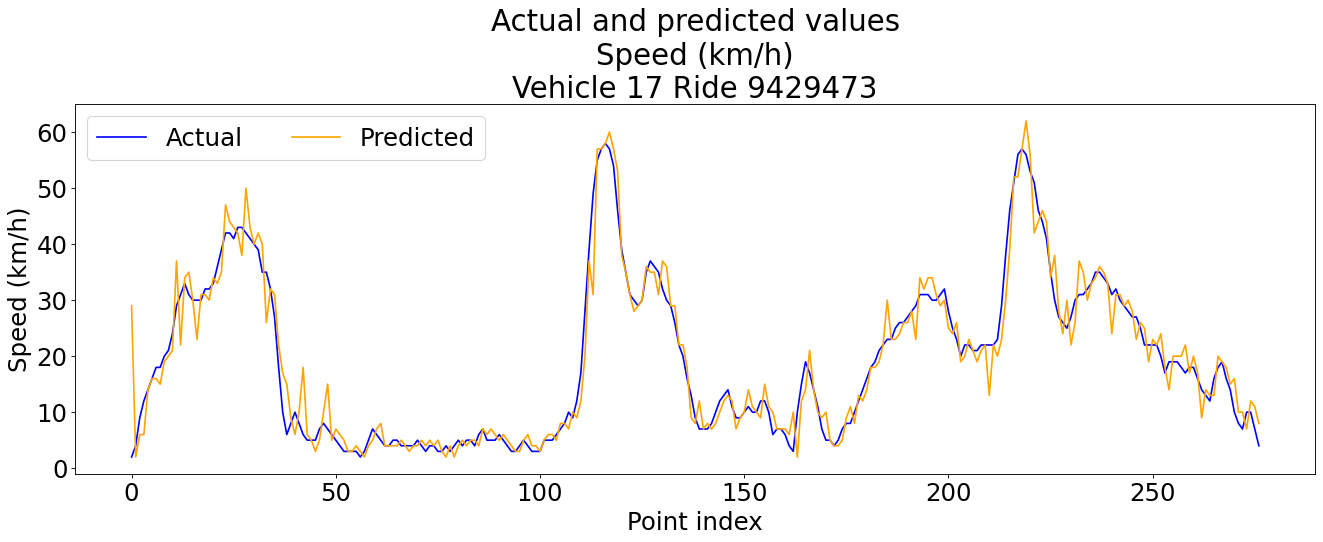 Actual and predicted values
Speed (km/h)
Vehicle 17 Ride 9429473
Actual
Predicted
Speed (km/h)
60
50
40
30
20
10
0
0 50 100 150 200 250
Point index